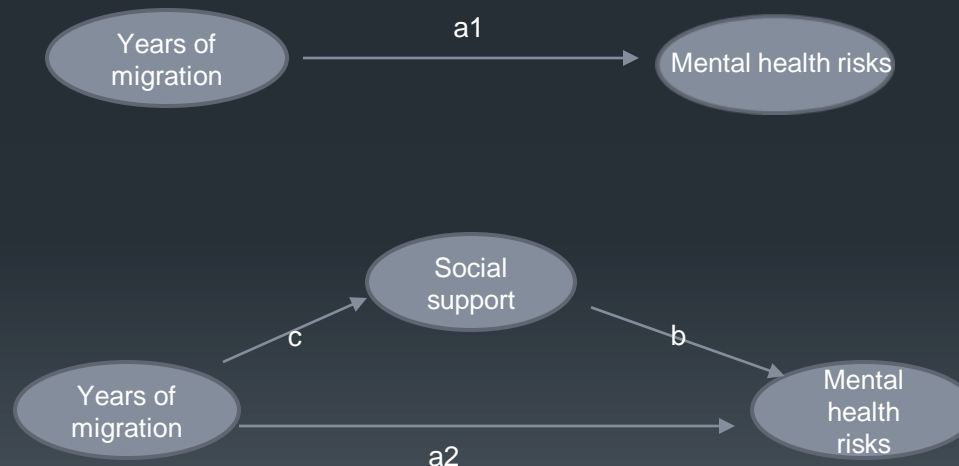 a1
Years of
migration
Mental health risks
Social
support
c
b
Years of
migration
Mental
health
risks
a2